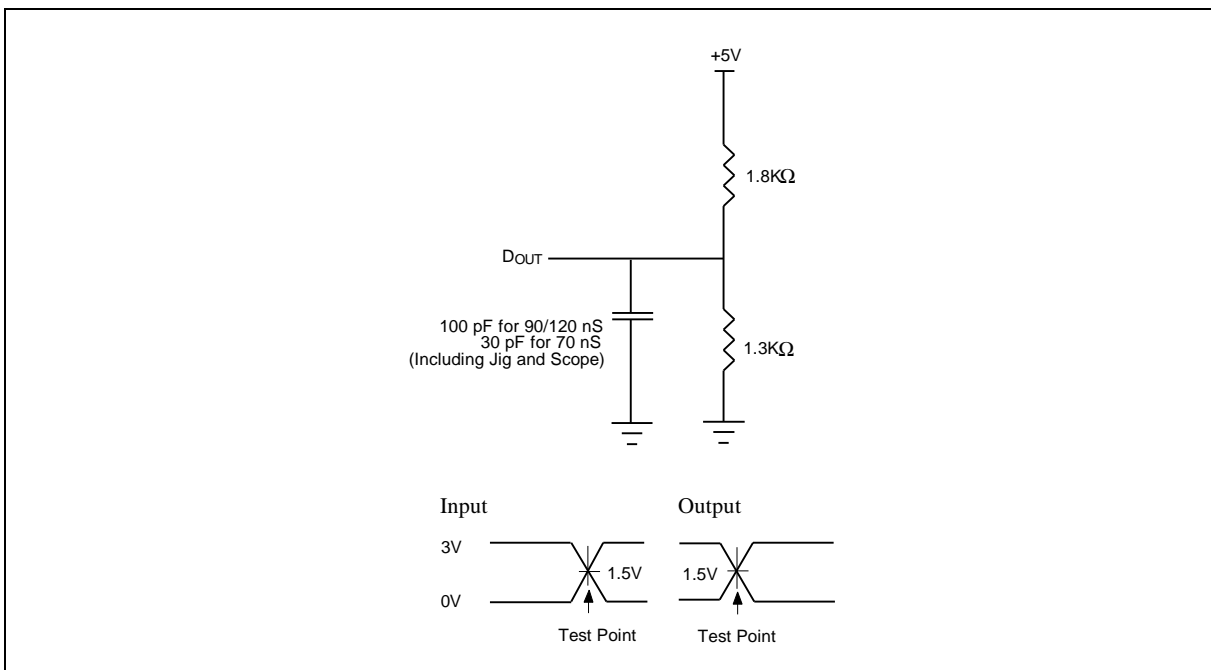 +5V
1.8KΩ
DOUT
100 pF for 90/120 nS
30 pF for 70 nS
(Including Jig and Scope)
1.3KΩ
Input
Output
3V
1.5V
1.5V
0V
Test Point
Test Point